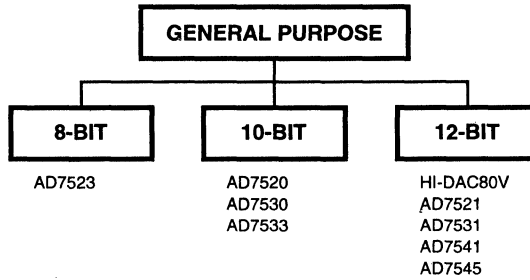 GENERAL PURPOSE
8-BIT
AD7523
10-BIT
AD7520
AD7530
AD7533
12-BIT
HI-DAC80V
AD7521
AD7531
AD7541
AD7545